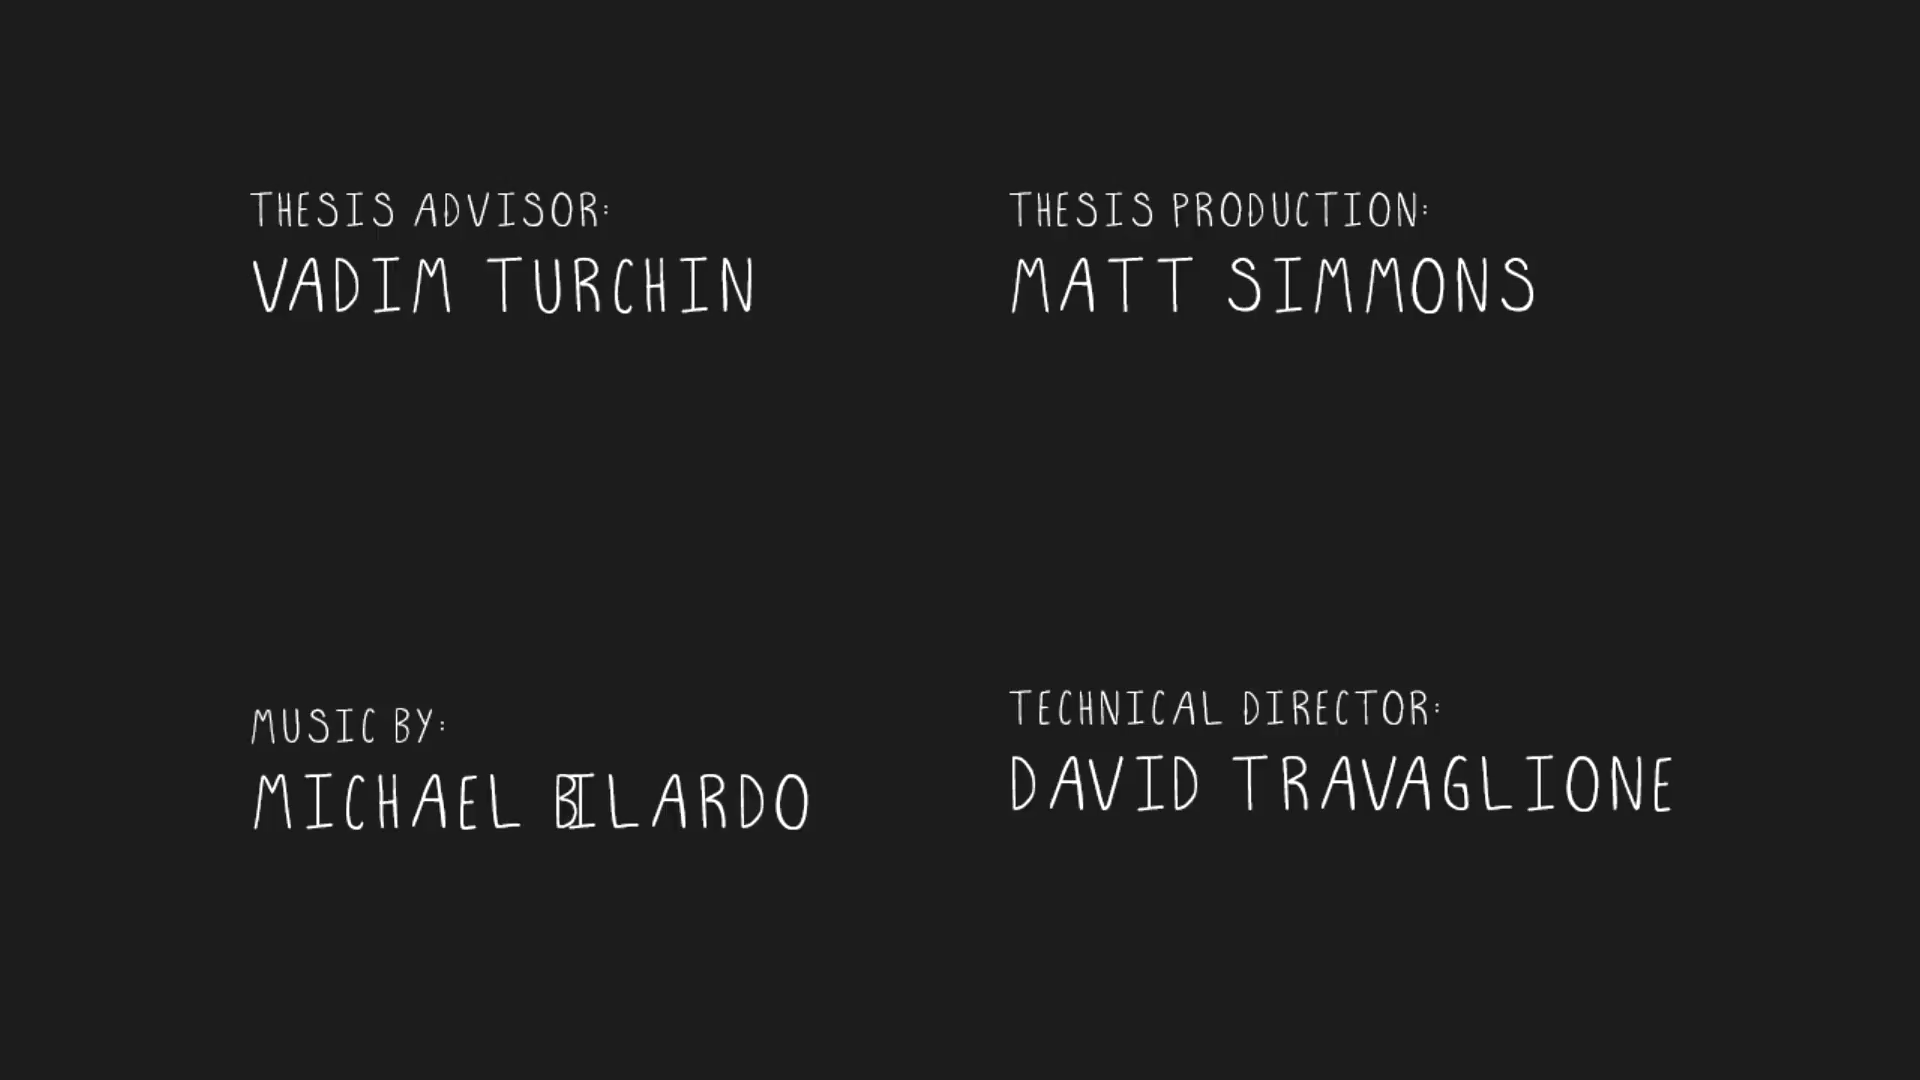 THESIS ADVISOR:
VADIM TURCHIN
THESIS PRODUCTION:
MATT SIMMONS
MUSIC BY:
MICHAEL BILARDO
TECHNICAL DIRECTOR:
DAVID TRAVAGLIONE